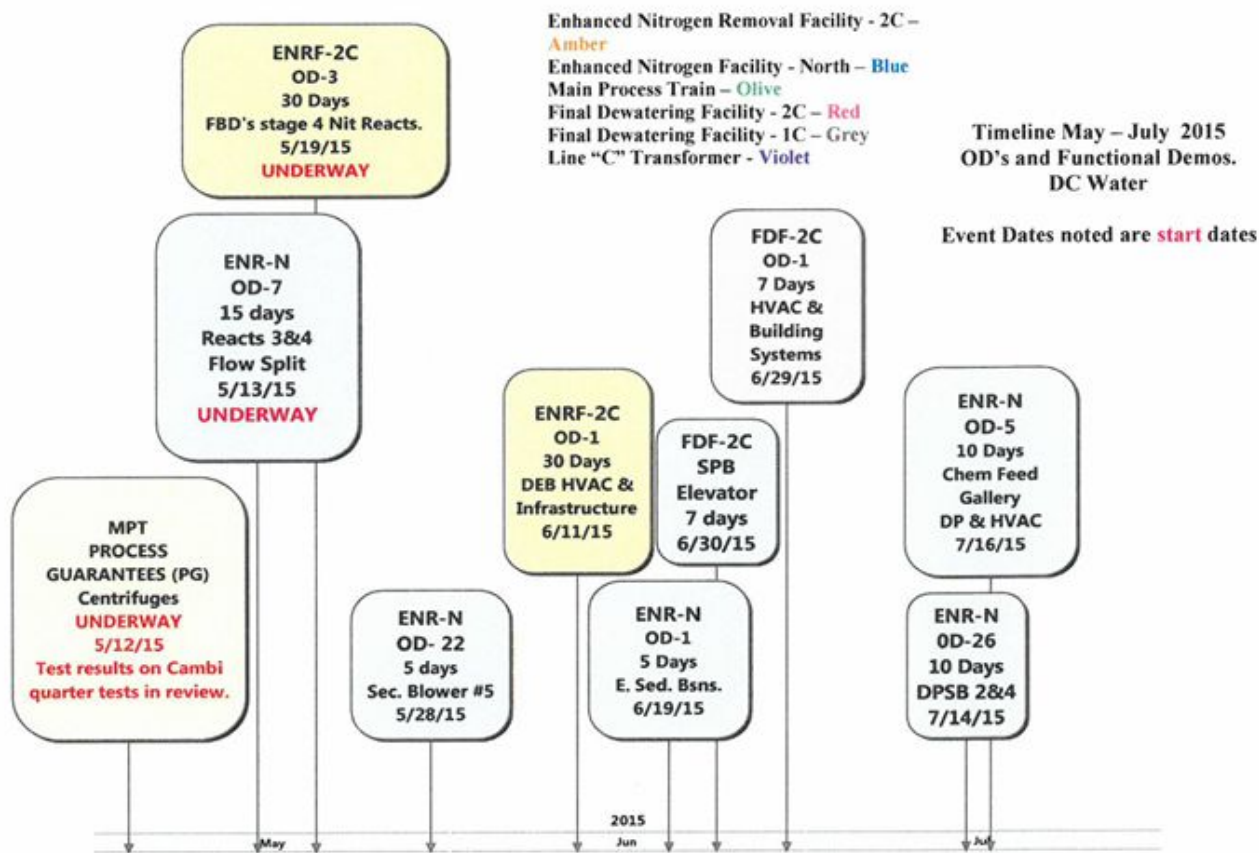 Enhanced Nitrogen Removal Facility - 2C –
Amber
Enhanced Nitrogen Facility - North – Blue
Main Process Train – Olive
Final Dewatering Facility - 2C – Red
Final Dewatering Facility - 1C – Grey
Line “C” Transformer - Violet
Timeline May – July 2015
OD's and Functional Demos.
DC Water
Event Dates noted are start dates
ENRF-2C
OD-3
30 Days
FBD's stage 4 Nit Reacts.
5/19/15
UNDERWAY
ENR-N
OD-7
15 days
Reacts 3&4
Flow Split
5/13/15
UNDERWAY
MPT
PROCESS
GUARANTEES (PG)
Centrifuges
UNDERWAY
5/12/15
Test results on Cambi
quarter tests in review.
ENR-N
OD- 22
5 days
Sec. Blower #5
5/28/15
ENRF-2C
OD-1
30 Days
DEB HVAC &
Infrastructure
6/11/15
FDF-2C
OD-1
7 Days
HVAC &
Building
Systems
6/29/15
FDF-2C
SPB
Elevator
7 days
6/30/15
ENR-N
OD-1
5 Days
E. Sed. Bsns.
6/19/15
ENR-N
OD-5
10 Days
Chem Feed
Gallery
DP & HVAC
7/16/15
ENR-N
0D-26
10 Days
DPSB 2&4
7/14/15
2015
May
Jun
Jul